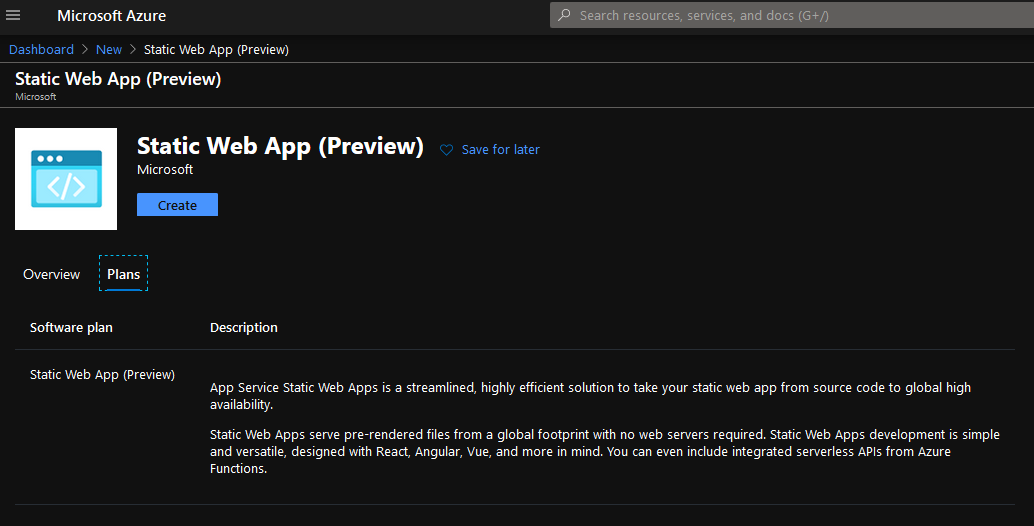 Microsoft Azure
Search resources, services, and docs (G+/)
Dashboard > New > Static Web App (Preview)
Static Web App (Preview)
Microsoft
Static Web App (Preview)
Save for later
Microsoft
Create
Overview
Plans
Software plan
Description
Static Web App (Preview)
App Service Static Web Apps is a streamlined, highly efficient solution to take your static web app from source code to global high
availability.
Static Web Apps serve pre-rendered files from a global footprint with no web servers required. Static Web Apps development is simple
and versatile, designed with React, Angular, Vue, and more in mind. You can even include integrated serverless APIs from Azure
Functions.